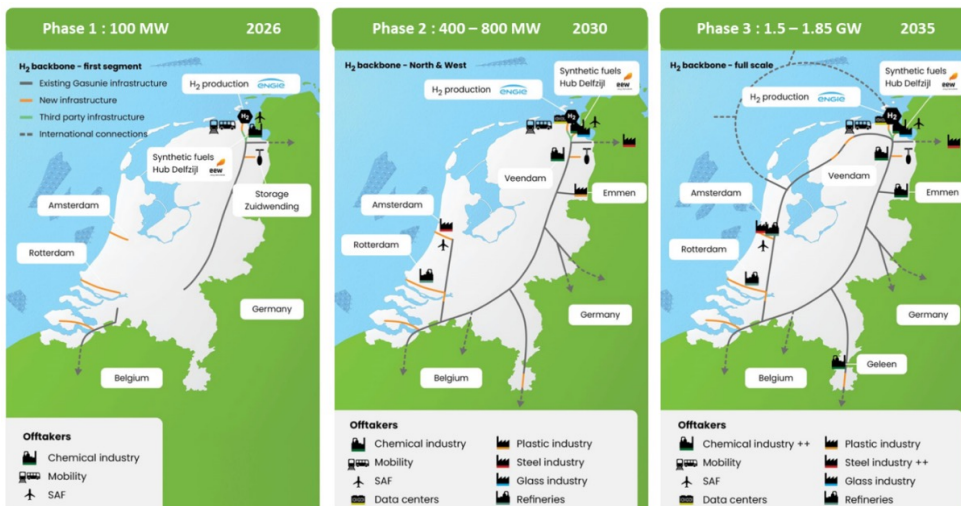 Phase 1 : 100 MW 2026
H₂ backbone - first segment
Existing Gasunie infrastructure
New infrastructure
Third party infrastructure
International connections
H₂ production ENGIE
H₂
Synthetic fuels
Hub Delfzijl eew
Storage
Zuidwending
Amsterdam
Rotterdam
Germany
Belgium
Offtakers
Chemical industry
Mobility
SAF
Phase 2 : 400 – 800 MW 2030
H₂ backbone - North & West
Synthetic fuels
Hub Delfzijl eew
H₂ production ENGIE
H₂
Veendam
Emmen
Amsterdam
Rotterdam
Germany
Belgium
Offtakers
Chemical industry
Plastic industry
Mobility
Steel industry
SAF
Glass industry
Data centers
Refineries
Phase 3 : 1.5 – 1.85 GW 2035
H₂ backbone - full scale
Synthetic fuels
Hub Delfzijl eew
H₂ production ENGIE
H₂
Veendam
Emmen
Amsterdam
Rotterdam
Germany
Geleen
Belgium
Offtakers
Chemical industry ++
Plastic industry
Mobility
Steel industry ++
SAF
Glass industry
Data centers
Refineries